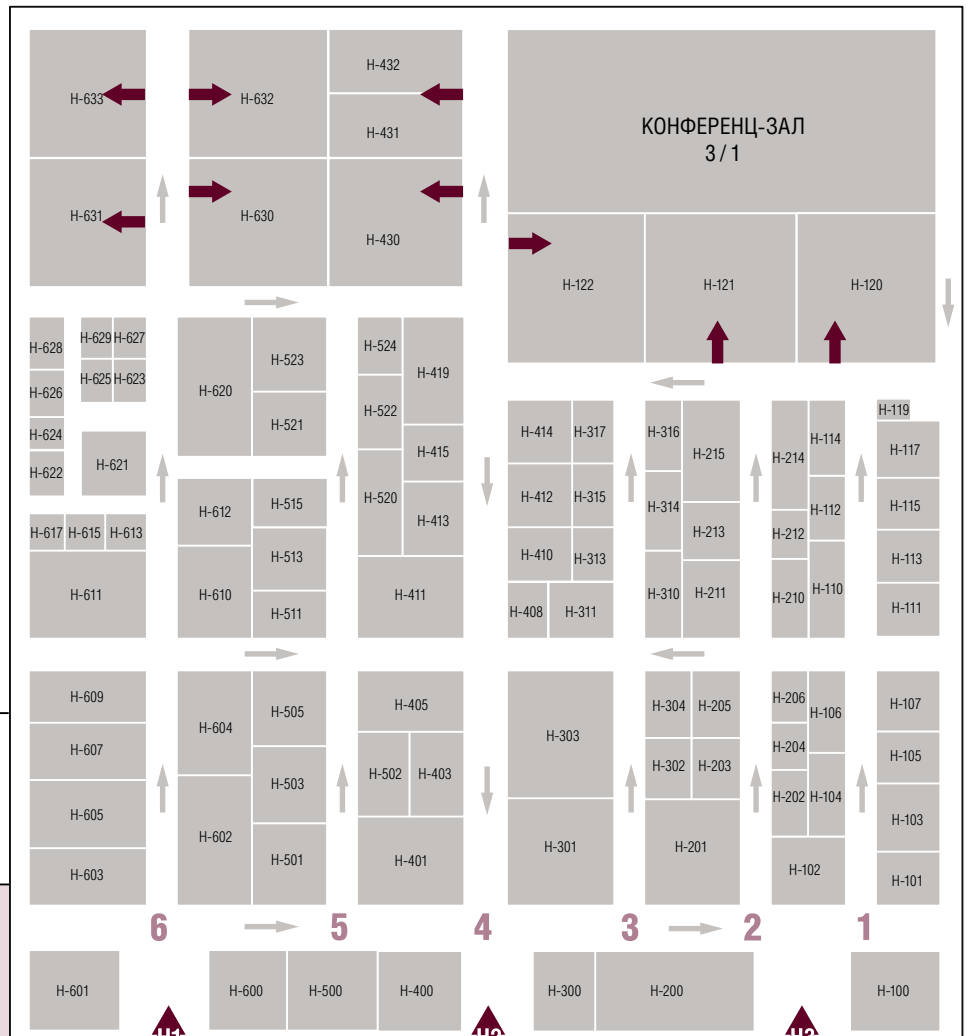 H-432
H-633
H-632
H-431
КОНФЕРЕНЦ-ЗАЛ
3 / 1
H-631
H-630
H-430
H-122
H-121
H-120
H-628
H-629
H-627
H-626
H-625
H-623
H-624
H-622
H-621
H-617
H-615
H-613
H-611
H-620
H-523
H-521
H-612
H-515
H-513
H-610
H-511
H-524
H-419
H-522
H-415
H-520
H-413
H-411
H-414
H-317
H-412
H-315
H-410
H-313
H-408
H-311
H-316
H-215
H-314
H-213
H-310
H-211
H-214
H-114
H-112
H-212
H-210
H-110
H-119
H-117
H-115
H-113
H-111
H-609
H-607
H-605
H-603
H-604
H-505
H-503
H-602
H-501
H-405
H-502
H-403
H-401
H-303
H-301
H-304
H-205
H-302
H-203
H-201
H-206
H-106
H-204
H-202
H-104
H-102
H-107
H-105
H-103
H-101
6
5
4
3
2
1
H-601
H-600
H-500
H-400
H-300
H-200
H-100
H1
H2
H3